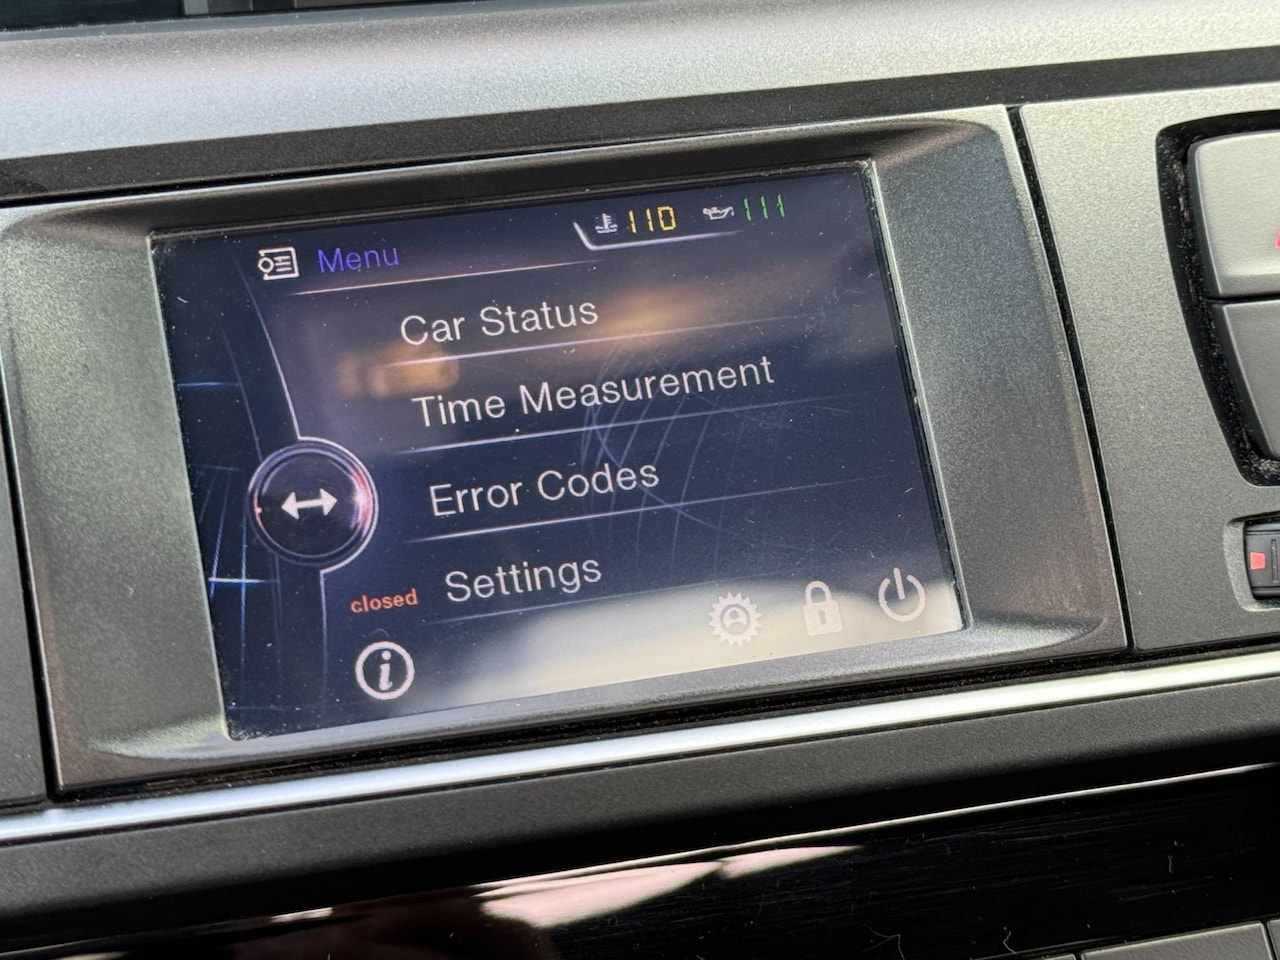 Menu 110 111
Car Status
Time Measurement
Error Codes
closed Settings
i